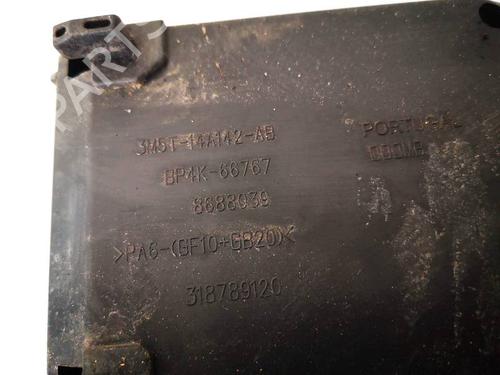 3M5T-14A142-AB
BP4K-66767
8688039
>PA6-(GF10+GB20)<
318789120
PORTUGAL